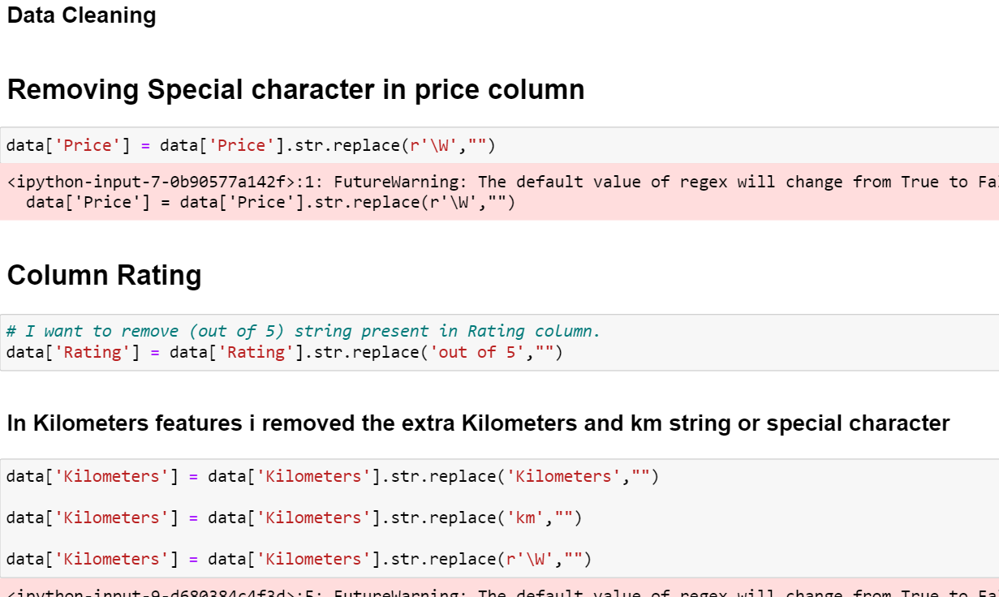 Data Cleaning
Removing Special character in price column
data['Price'] = data['Price'].str.replace(r'\W',"")
<ipython-input-7-0b90577a142f>:1: FutureWarning: The default value of regex will change from True to
data['Price'] = data['Price'].str.replace(r'\W',"")
Column Rating
# I want to remove (out of 5) string present in Rating column.
data['Rating'] = data['Rating'].str.replace('out of 5',"")
In Kilometers features i removed the extra Kilometers and km string or special character
data['Kilometers'] = data['Kilometers'].str.replace('Kilometers',"")
data['Kilometers'] = data['Kilometers'].str.replace('km',"")
data['Kilometers'] = data['Kilometers'].str.replace(r'\W',"")
<ipython-input-9-d680384c4f3d>:5: FutureWarning: The default value of regex will change from True to